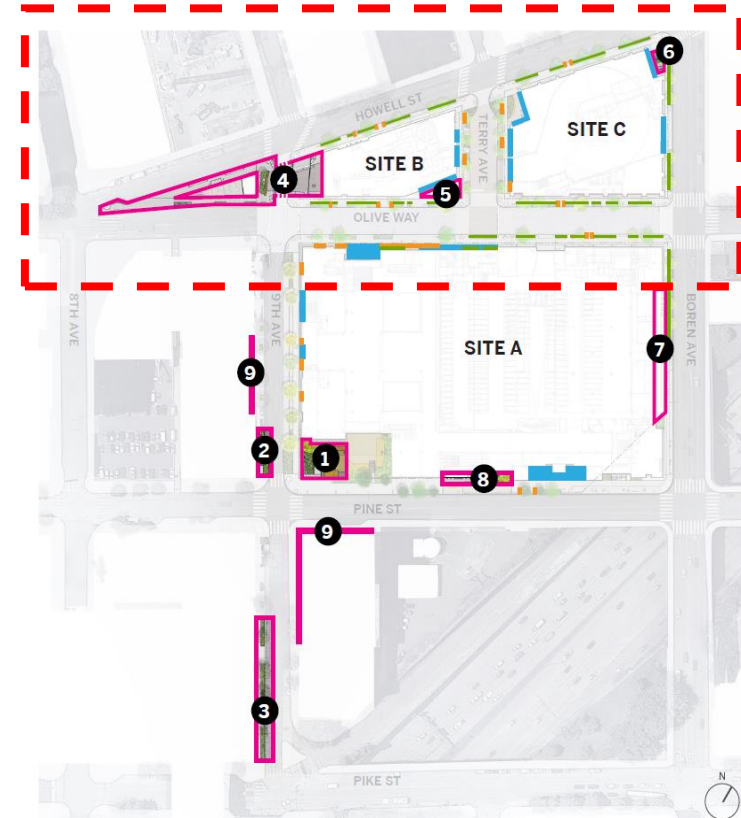 6
HOWELL ST
TERRY AVE
SITE C
SITE B
4
5
OLIVE WAY
8TH AVE
9TH AVE
BOREN AVE
SITE A
7
9
2
1
8
PINE ST
9
3
PIKE ST
N